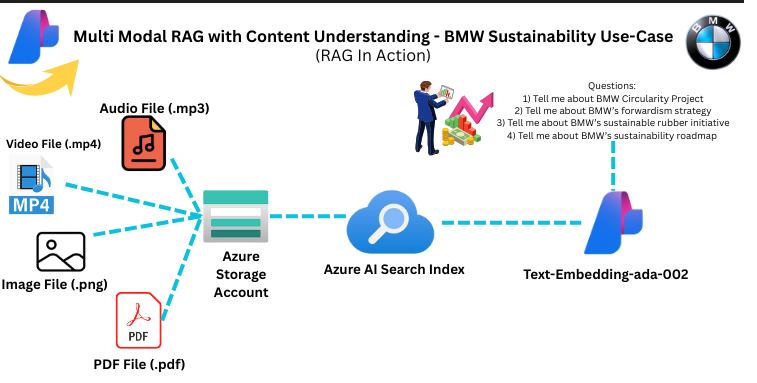 Multi Modal RAG with Content Understanding - BMW Sustainability Use-Case
(RAG In Action)
BMW
Questions:
1) Tell me about BMW Circularity Project
2) Tell me about BMW's forwardism strategy
3) Tell me about BMW's sustainable rubber initiative
4) Tell me about BMW's sustainability roadmap
Audio File (.mp3)
Video File (.mp4)
MP4
Image File (.png)
PDF
PDF File (.pdf)
Azure
Storage
Account
Azure AI Search Index
Text-Embedding-ada-002